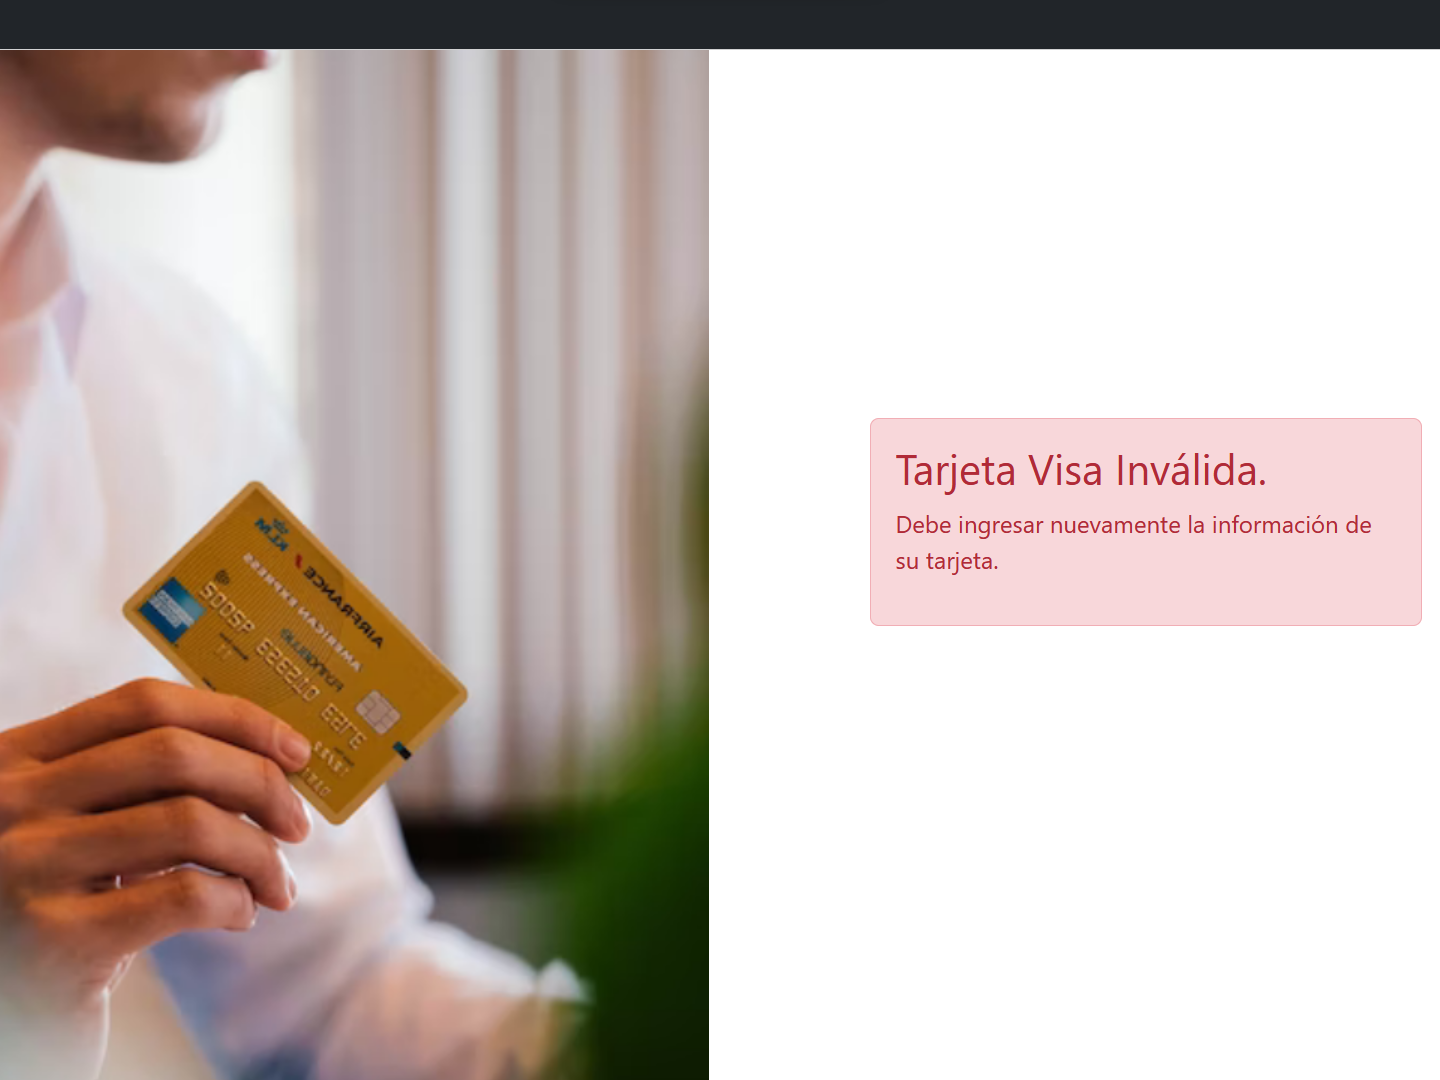 Tarjeta Visa Inválida.
Debe ingresar nuevamente la información de
su tarjeta.
KLM
AIRFRANCE
AMERICAN EXPRESS